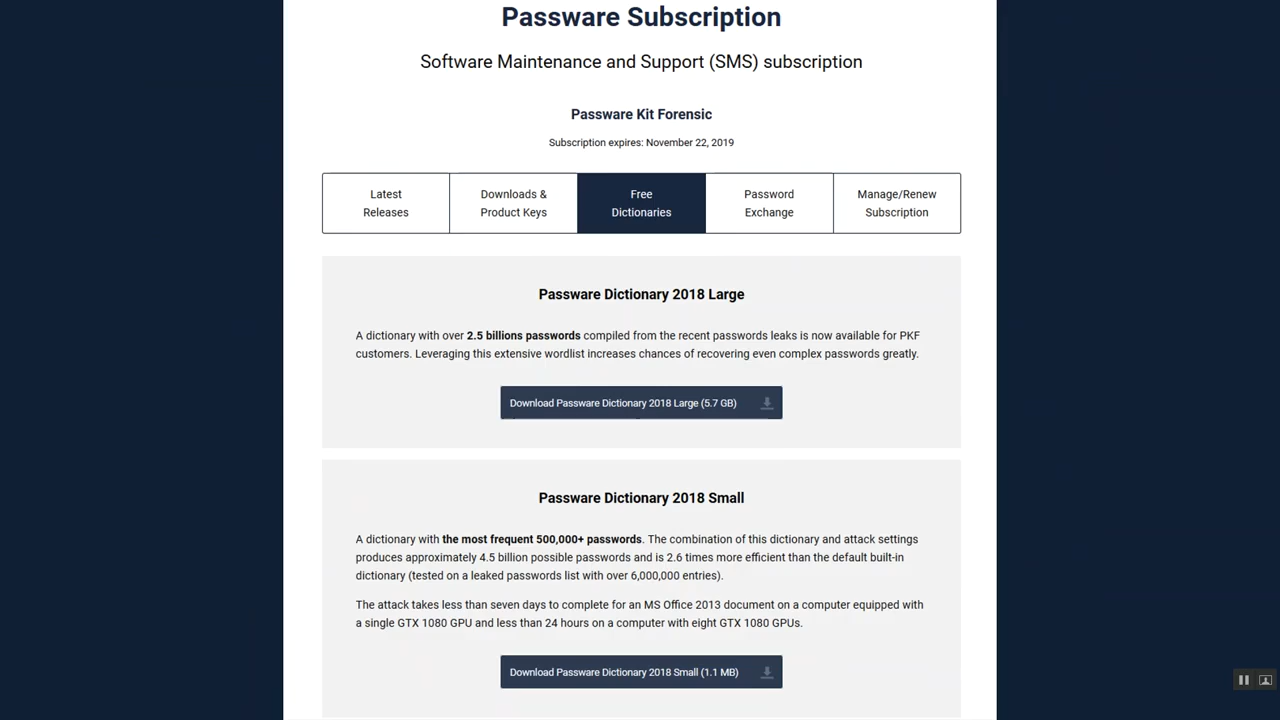 Passware Subscription
Software Maintenance and Support (SMS) subscription
Passware Kit Forensic
Subscription expires: November 22, 2019
Latest
Releases
Downloads &
Product Keys
Free
Dictionaries
Password
Exchange
Manage/Renew
Subscription
Passware Dictionary 2018 Large
A dictionary with over 2.5 billions passwords compiled from the recent passwords leaks is now available for PKF
customers. Leveraging this extensive wordlist increases chances of recovering even complex passwords greatly.
Download Passware Dictionary 2018 Large (5.7 GB)
Passware Dictionary 2018 Small
A dictionary with the most frequent 500,000+ passwords. The combination of this dictionary and attack settings
produces approximately 4.5 billion possible passwords and is 2.6 times more efficient than the default built-in
dictionary (tested on a leaked passwords list with over 6,000,000 entries).
The attack takes less than seven days to complete for an MS Office 2013 document on a computer equipped with
a single GTX 1080 GPU and less than 24 hours on a computer with eight GTX 1080 GPUs.
Download Passware Dictionary 2018 Small (1.1 MB)